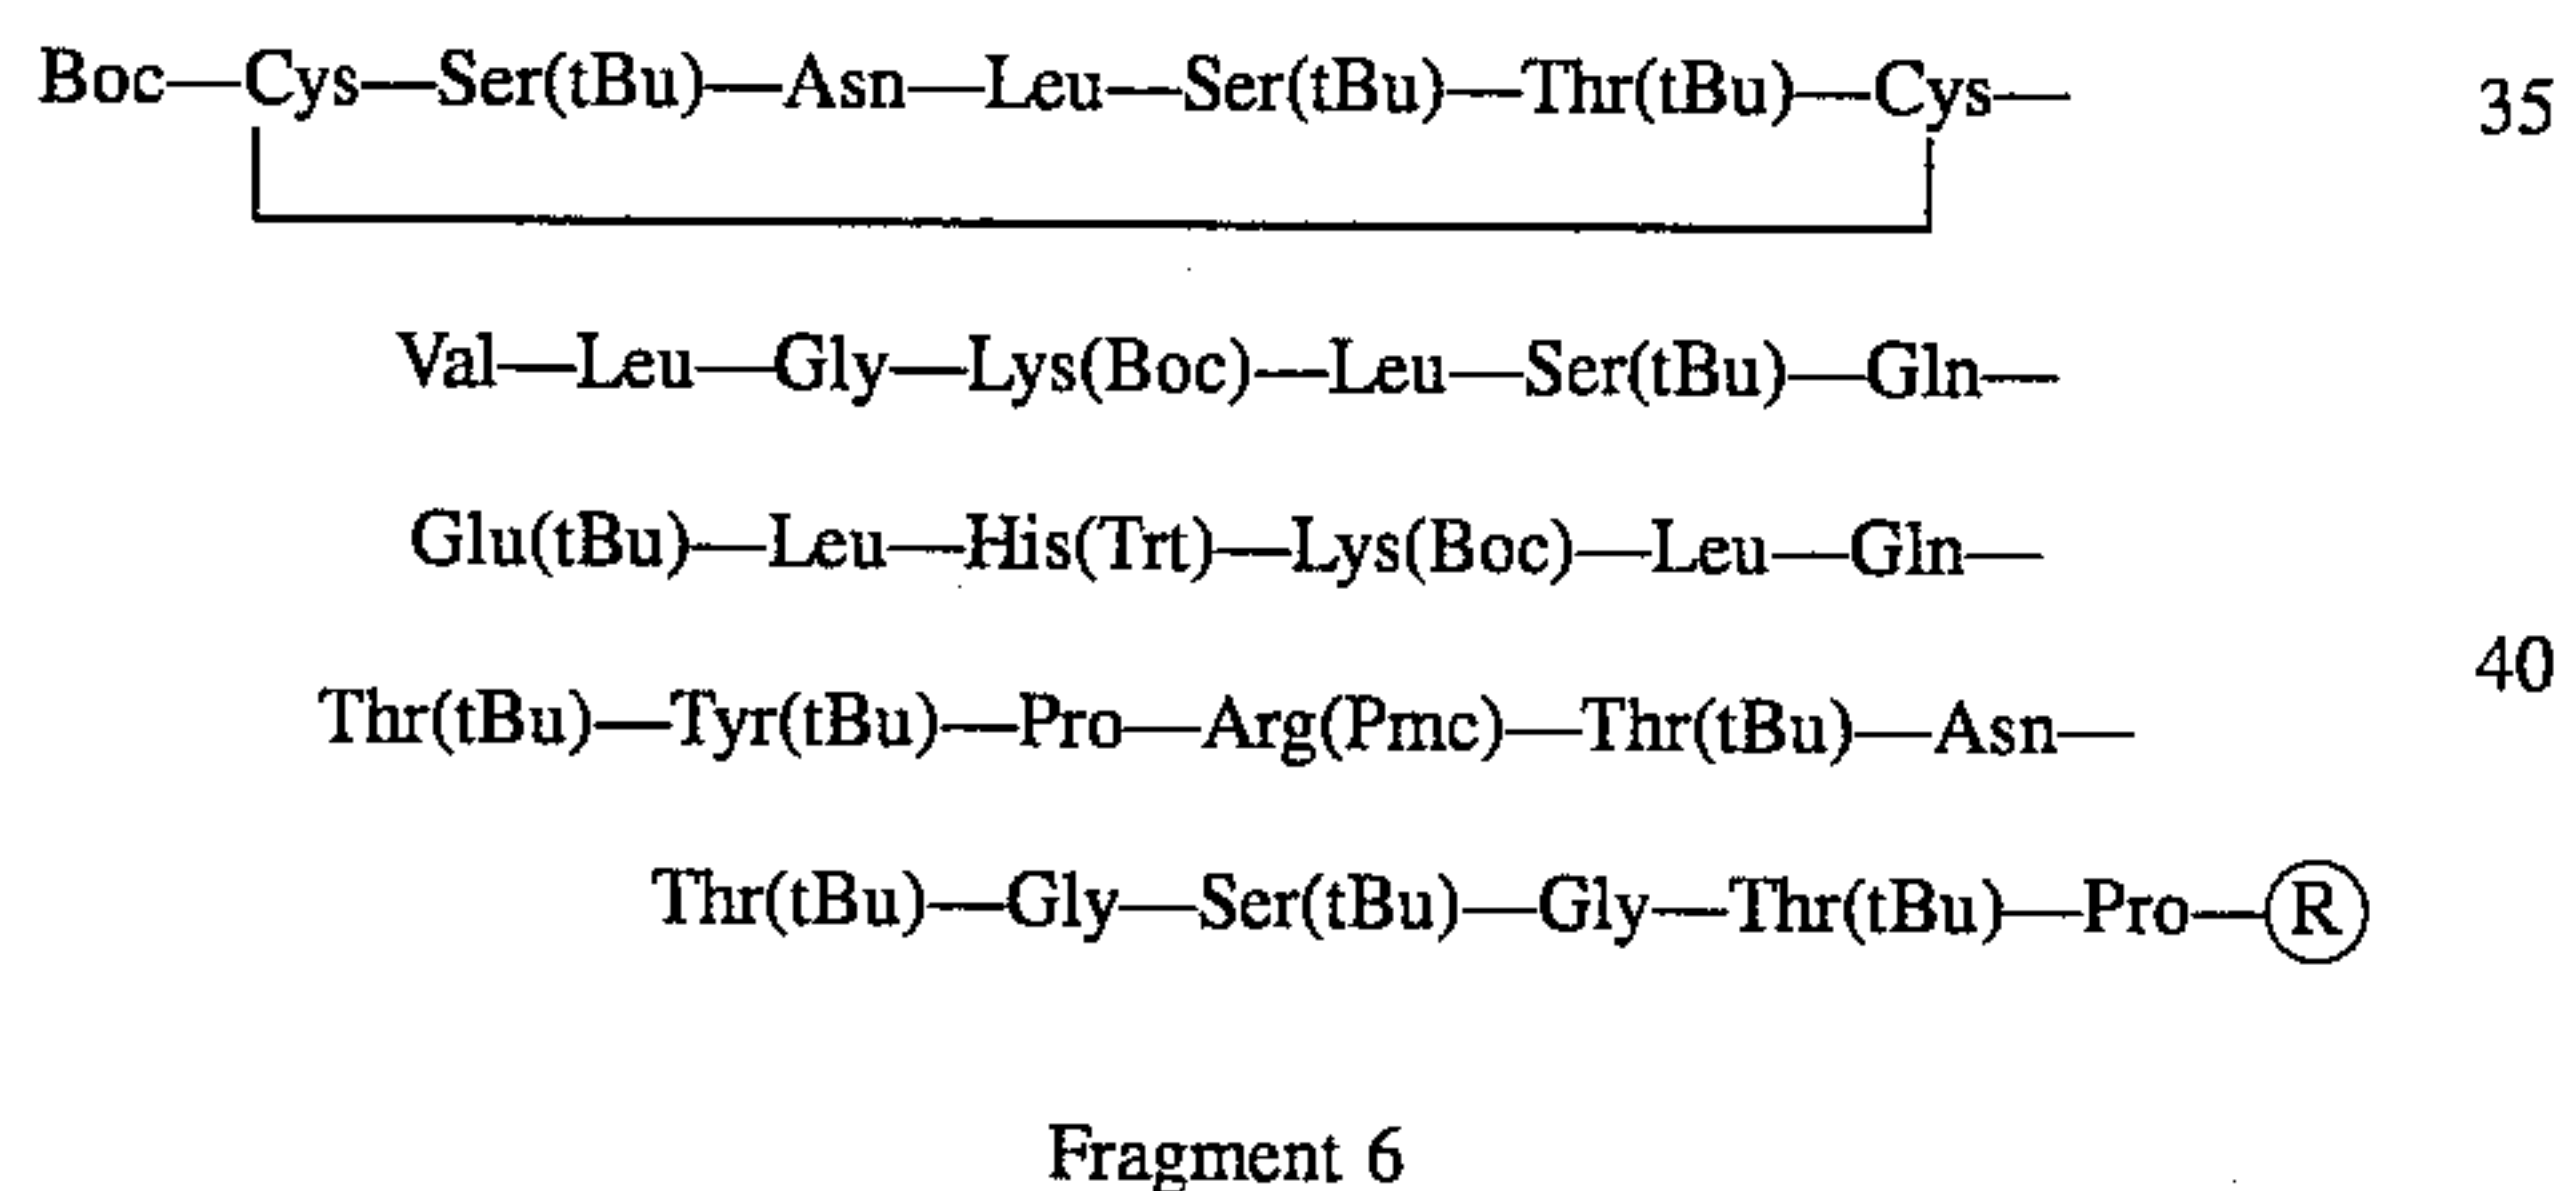 Boc—Cys—Ser(tBu)—Asn—Leu—Ser(tBu)—Thr(tBu)—Cys— 35
Val—Leu—Gly—Lys(Boc)—Leu—Ser(tBu)—Gln—
Glu(tBu)—Leu—His(Trt)—Lys(Boc)—Leu—Gln—
40
Thr(tBu)—Tyr(tBu)—Pro—Arg(Pmc)—Thr(tBu)—Asn—
Thr(tBu)—Gly—Ser(tBu)—Gly—Thr(tBu)—Pro—Ⓡ
Fragment 6